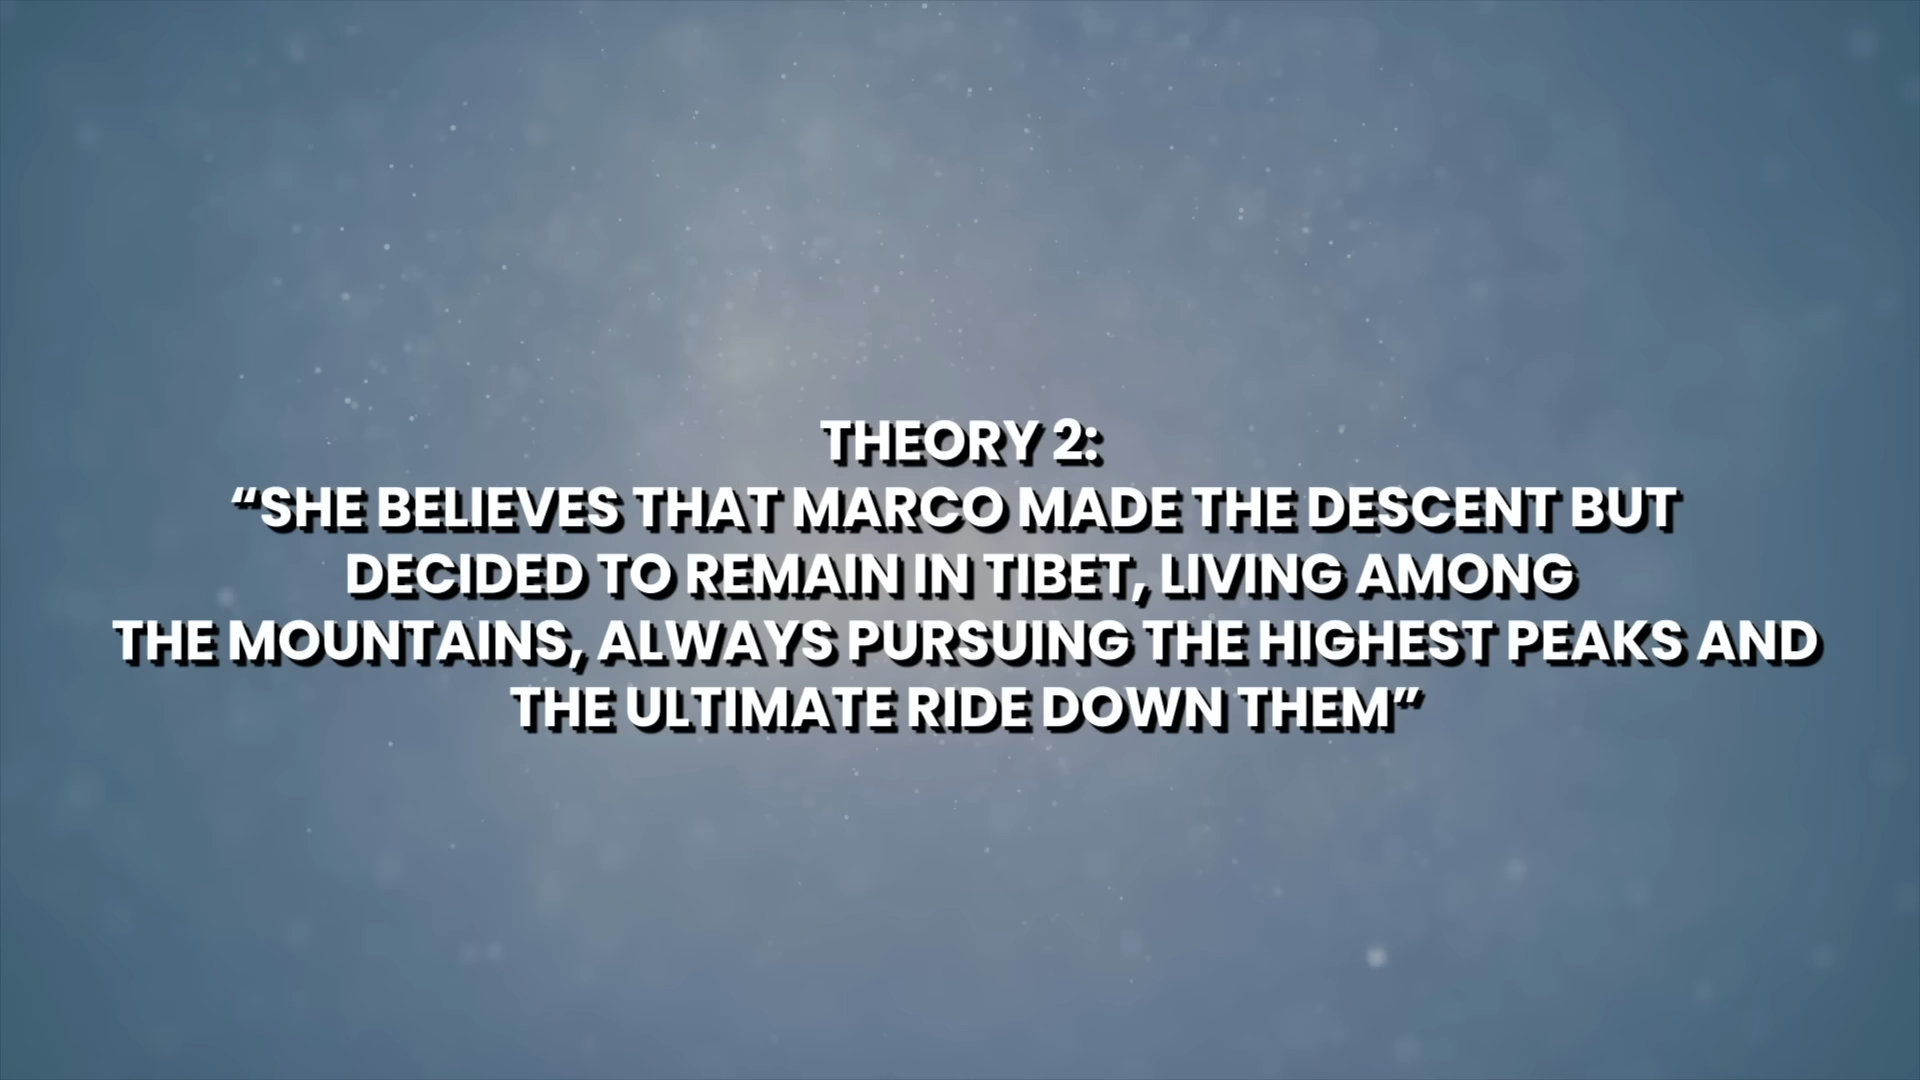 THEORY 2:
“SHE BELIEVES THAT MARCO MADE THE DESCENT BUT
DECIDED TO REMAIN IN TIBET, LIVING AMONG
THE MOUNTAINS, ALWAYS PURSUING THE HIGHEST PEAKS AND
THE ULTIMATE RIDE DOWN THEM”